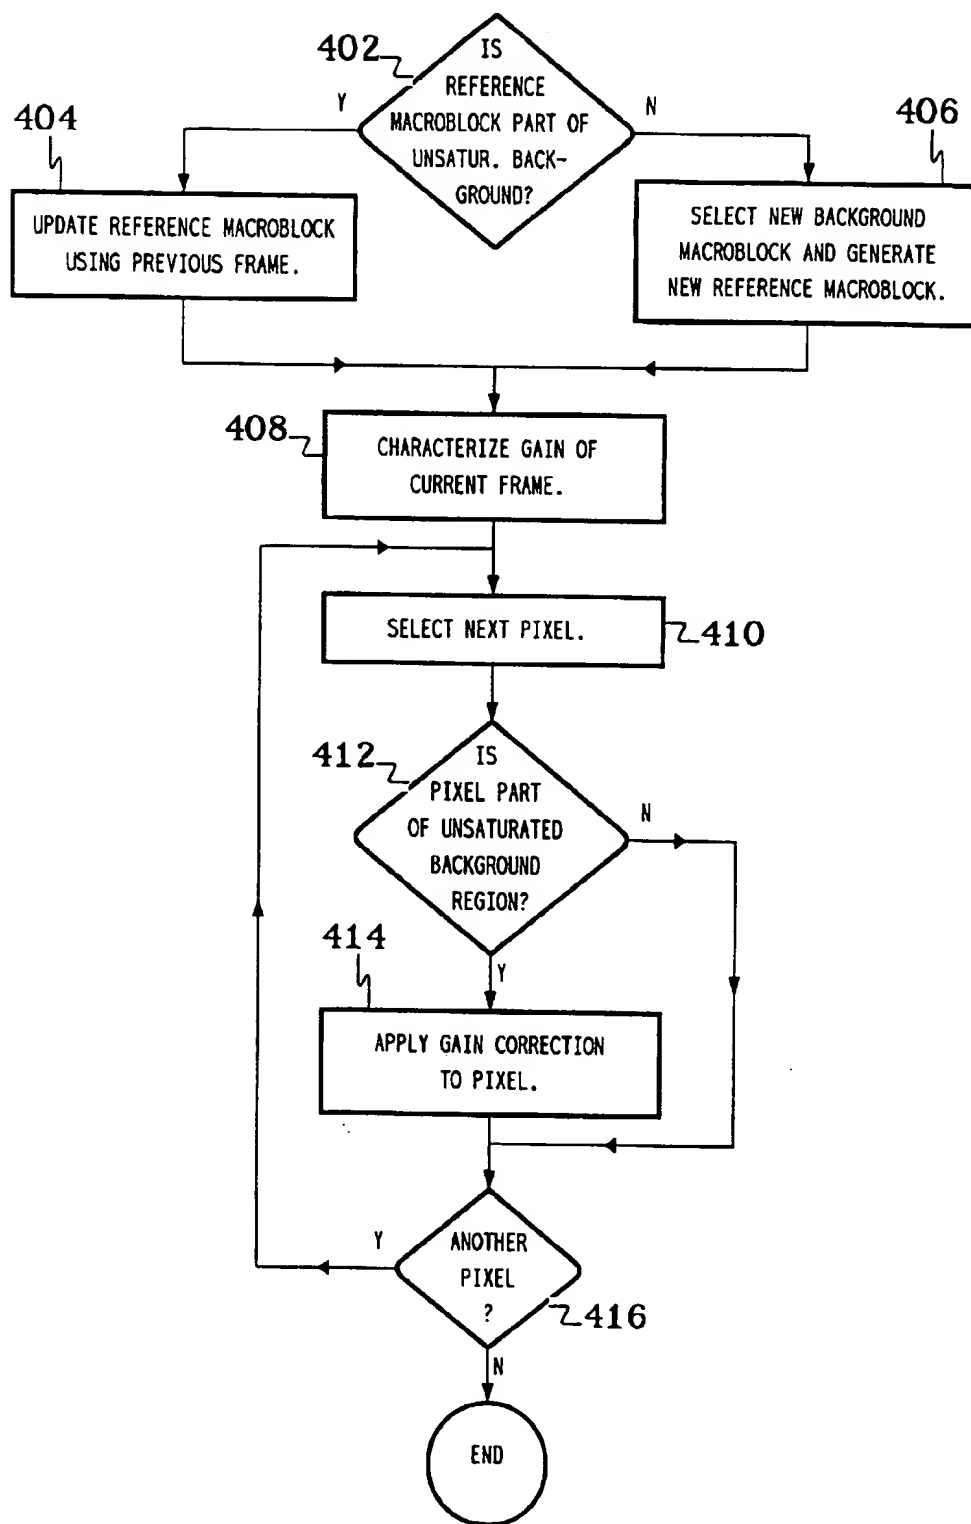 402
IS
REFERENCE
MACROBLOCK PART OF
UNSATUR. BACK-
GROUND?
Y
N
404
406
UPDATE REFERENCE MACROBLOCK
USING PREVIOUS FRAME.
SELECT NEW BACKGROUND
MACROBLOCK AND GENERATE
NEW REFERENCE MACROBLOCK.
408
CHARACTERIZE GAIN OF
CURRENT FRAME.
SELECT NEXT PIXEL.
410
412
IS
PIXEL PART
OF UNSATURATED
BACKGROUND
REGION?
N
414
Y
APPLY GAIN CORRECTION
TO PIXEL.
Y
ANOTHER
PIXEL
?
416
N
END